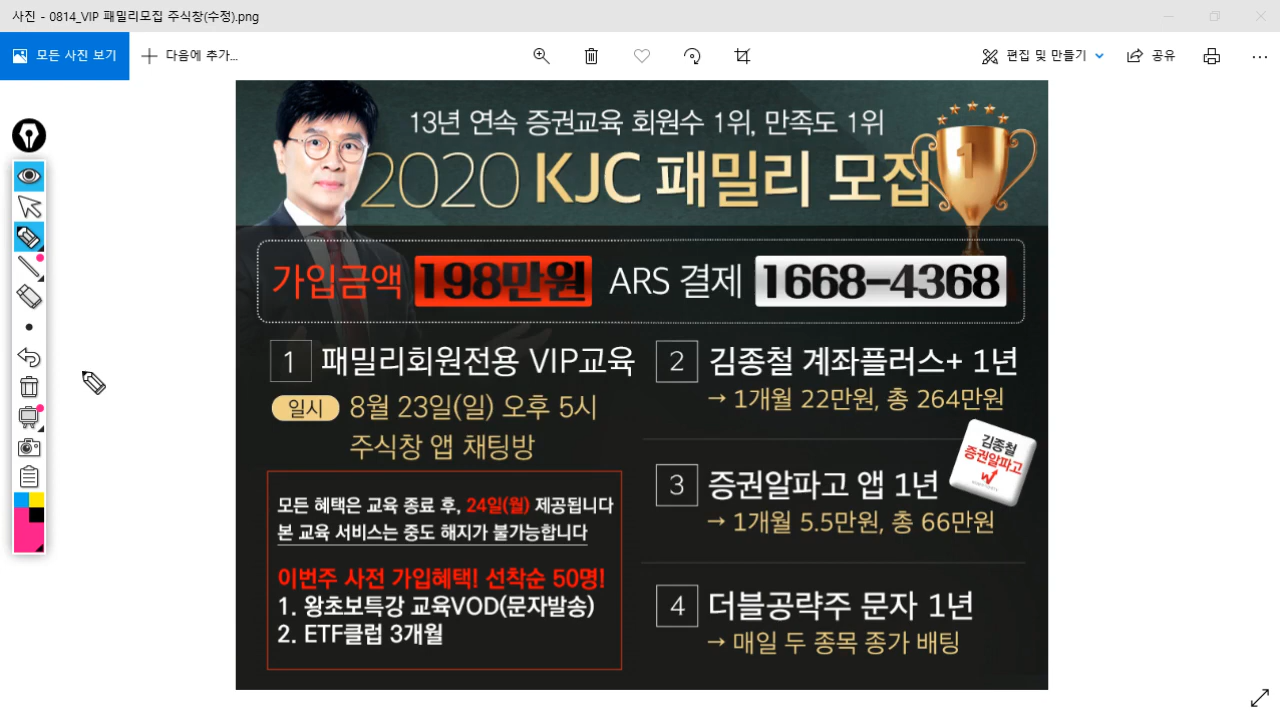 사진 - 0814_VIP 패밀리모집 주식창(수정).png
모든 사진 보기
다음에 추가...
편집 및 만들기
공유
13년 연속 증권교육 회원수 1위, 만족도 1위
2020 KJC 패밀리 모집
1
가입금액 198만원 ARS 결제 1668-4368
1 패밀리회원전용 VIP교육
일시 8월 23일(일) 오후 5시
주식창 앱 채팅방
모든 혜택은 교육 종료 후, 24일(월) 제공됩니다
본 교육 서비스는 중도 해지가 불가능합니다
이번주 사전 가입혜택! 선착순 50명!
1. 왕초보특강 교육VOD(문자발송)
2. ETF클럽 3개월
2 김종철 계좌플러스+ 1년
→ 1개월 22만원, 총 264만원
김종철
증권알파고
3 증권알파고 앱 1년
→ 1개월 5.5만원, 총 66만원
4 더블공략주 문자 1년
→ 매일 두 종목 종가 배팅